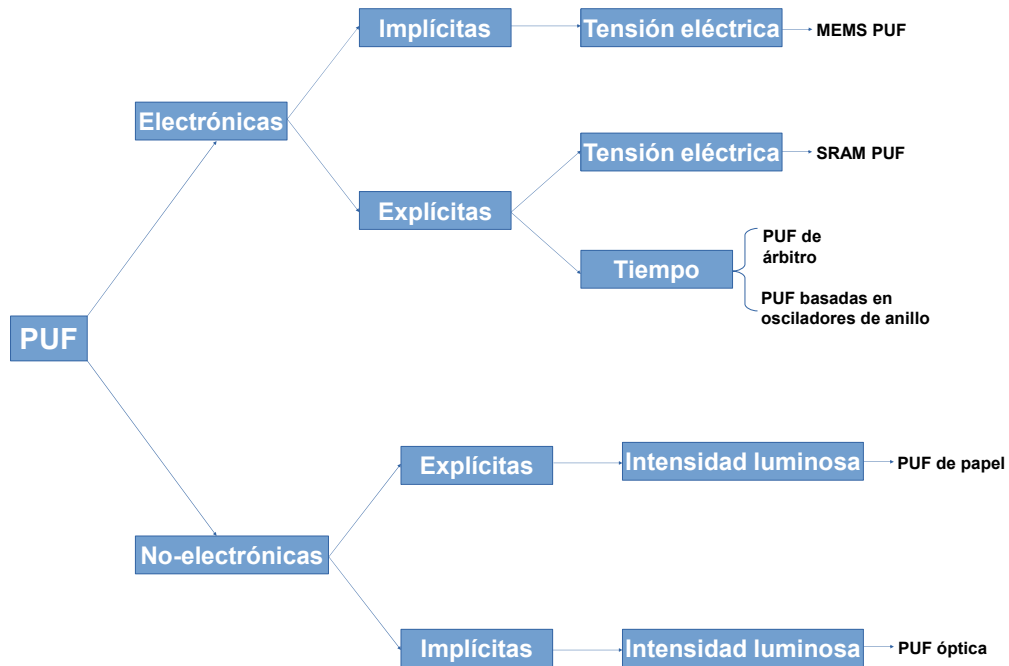 Implícitas
Tensión eléctrica
MEMS PUF
Electrónicas
Tensión eléctrica
SRAM PUF
Explícitas
PUF de
árbitro
Tiempo
PUF basadas en
osciladores de anillo
PUF
Explícitas
Intensidad luminosa
PUF de papel
No-electrónicas
Implícitas
Intensidad luminosa
PUF óptica